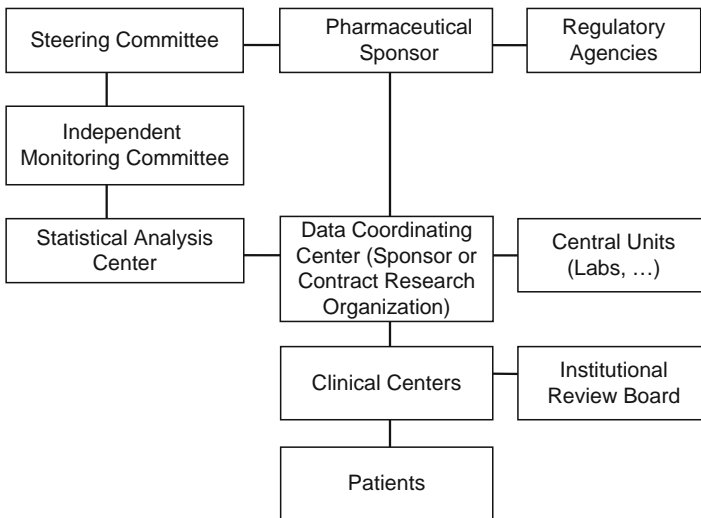 Steering Committee
Pharmaceutical
Sponsor
Regulatory
Agencies
Independent
Monitoring Committee
Statistical Analysis
Center
Data Coordinating
Center (Sponsor or
Contract Research
Organization)
Central Units
(Labs, …)
Clinical Centers
Institutional
Review Board
Patients